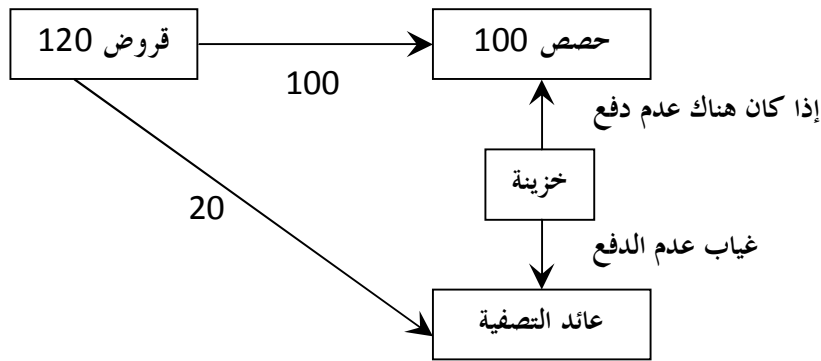 حصص 100
قروض 120
100
إذا كان هناك عدم دفع
خزينة
20
غياب عدم الدفع
عائد التصفية